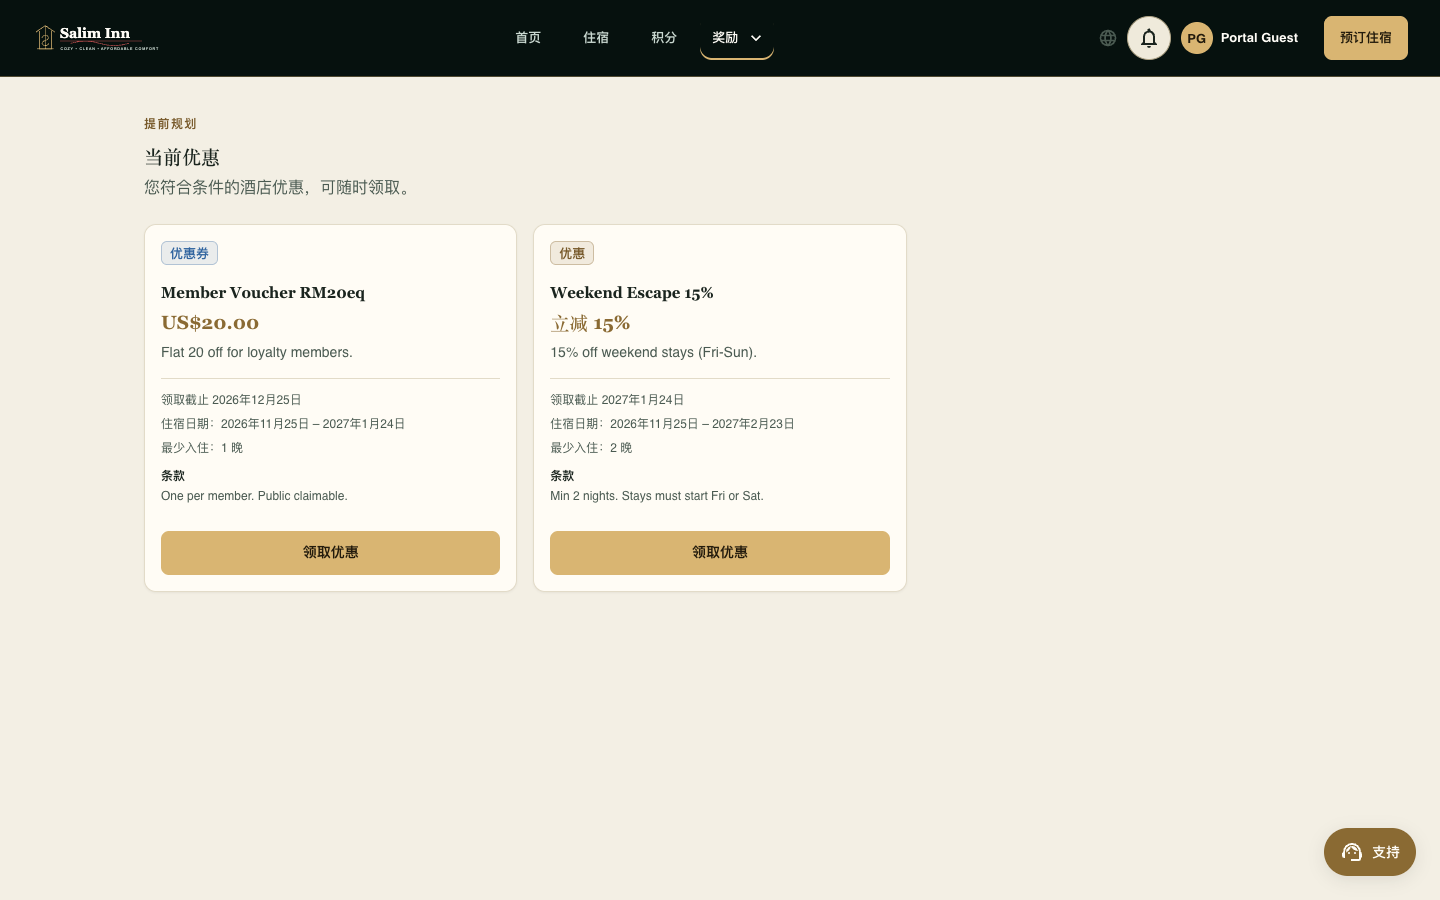 Salim Inn
COZY • CLEAN • AFFORDABLE COMFORT
首页
住宿
积分
奖励
PG
Portal Guest
预订住宿
提前规划
当前优惠
您符合条件的酒店优惠，可随时领取。
优惠券
Member Voucher RM20eq
US$20.00
Flat 20 off for loyalty members.
领取截止 2026年12月25日
住宿日期：2026年11月25日 – 2027年1月24日
最少入住：1 晚
条款
One per member. Public claimable.
领取优惠
优惠
Weekend Escape 15%
立减 15%
15% off weekend stays (Fri-Sun).
领取截止 2027年1月24日
住宿日期：2026年11月25日 – 2027年2月23日
最少入住：2 晚
条款
Min 2 nights. Stays must start Fri or Sat.
领取优惠
支持